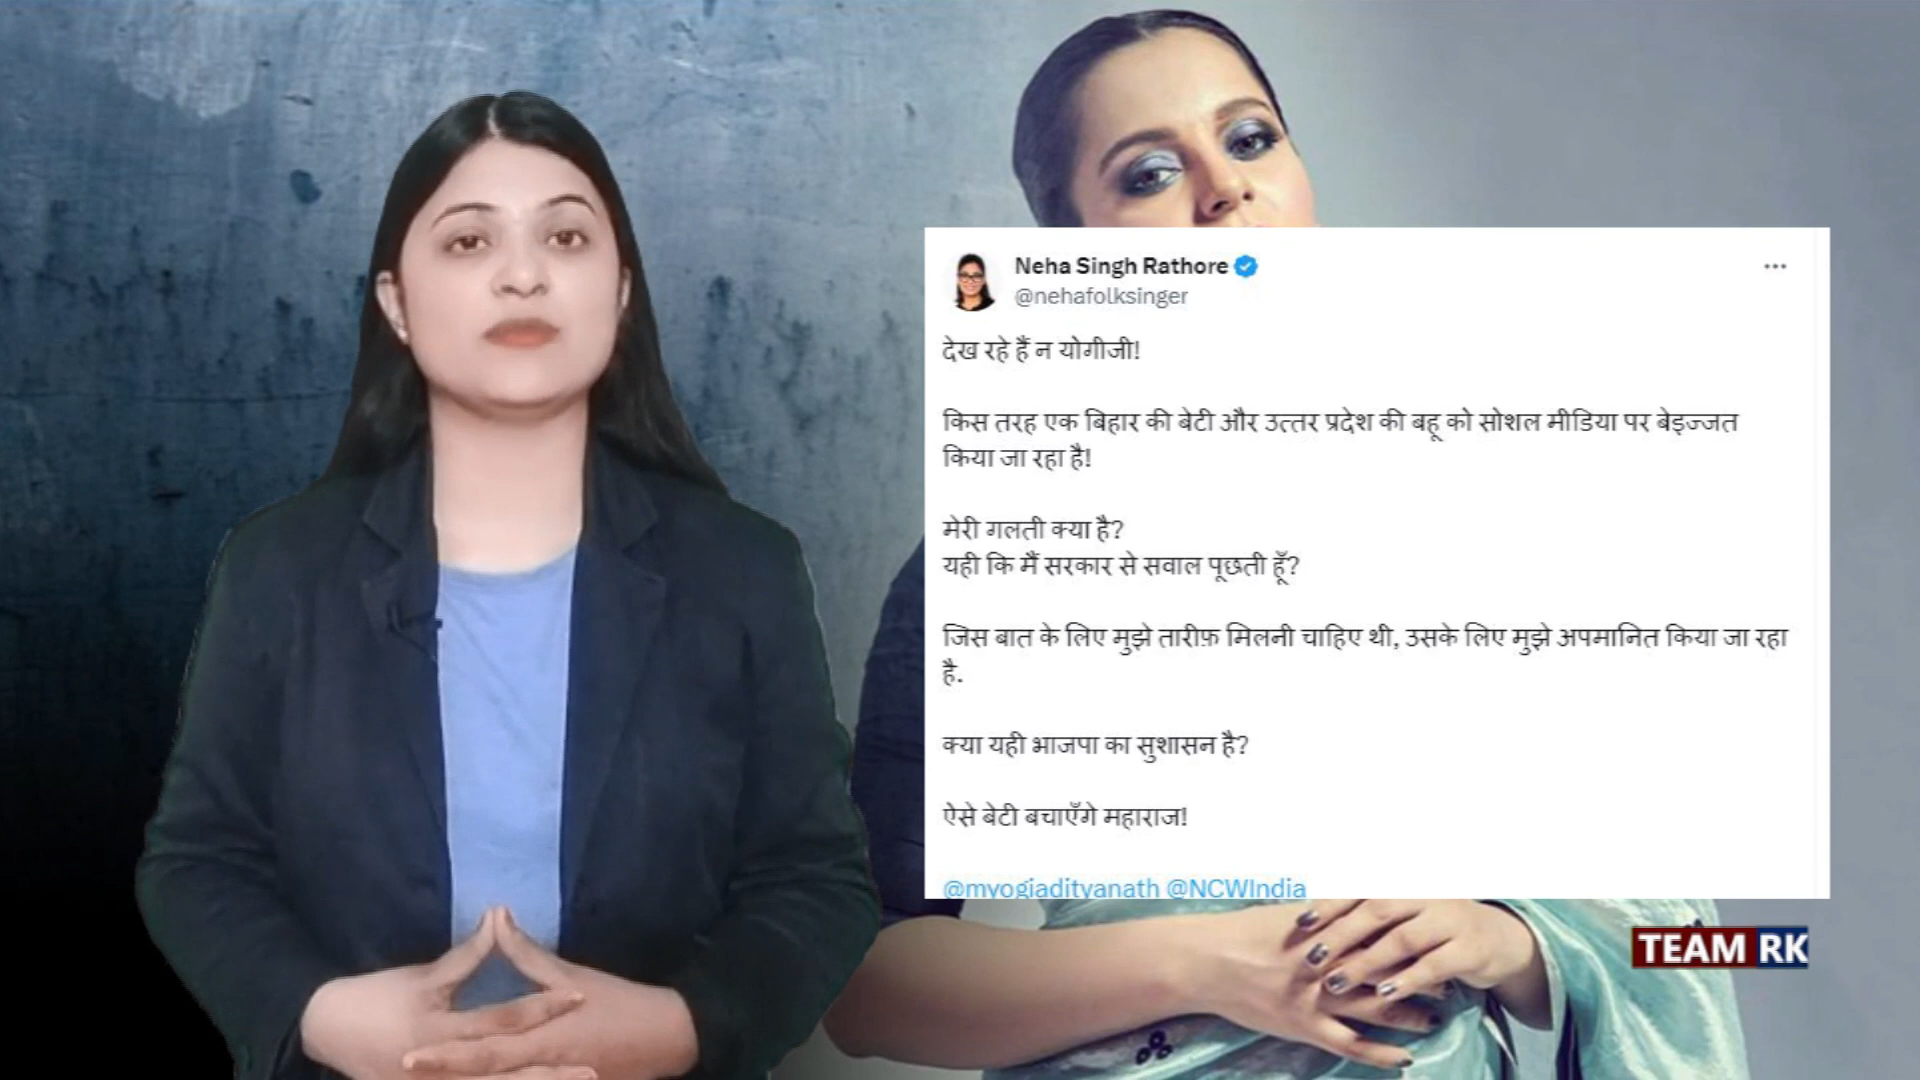 Neha Singh Rathore
@nehafolksinger
देख रहे हैं न योगीजी!
किस तरह एक बिहार की बेटी और उत्तर प्रदेश की बहू को सोशल मीडिया पर बेइज्जत
किया जा रहा है!
मेरी गलती क्या है?
यही कि मैं सरकार से सवाल पूछती हूँ?
जिस बात के लिए मुझे तारीफ़ मिलनी चाहिए थी, उसके लिए मुझे अपमानित किया जा रहा
है.
क्या यही भाजपा का सुशासन है?
ऐसे बेटी बचाएँगे महाराज!
@myogiadityanath @NCWIndia
TEAM RK